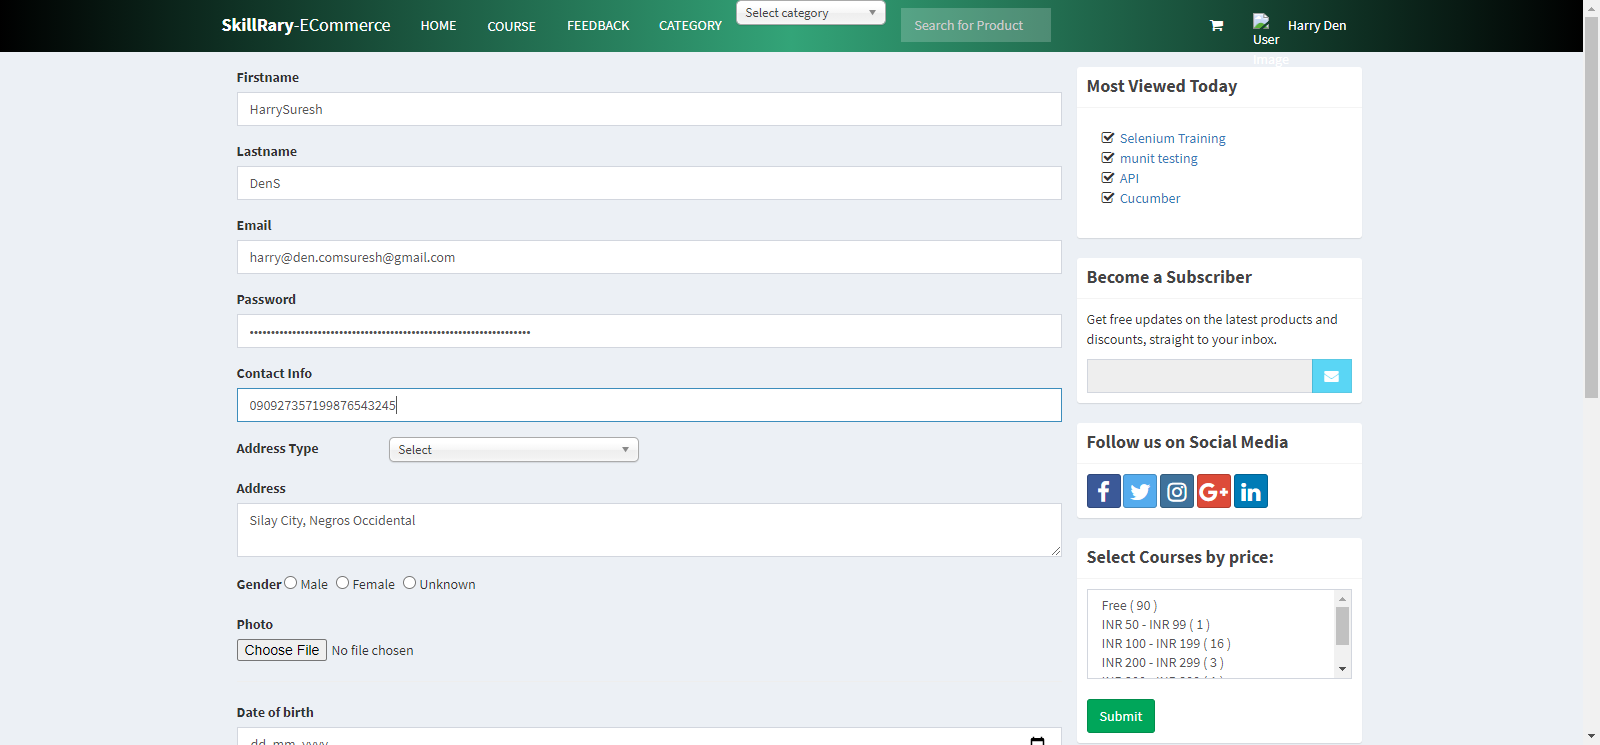 SkillRary-ECommerce HOME COURSE FEEDBACK CATEGORY Select category Search for Product User Image Harry Den
Firstname
HarrySuresh
Lastname
DenS
Email
harry@den.comsuresh@gmail.com
Password
Contact Info
090927357199876543245
Address Type Select
Address
Silay City, Negros Occidental
Gender Male Female Unknown
Photo
Choose File No file chosen
Date of birth
dd-mm-yyyy
Most Viewed Today
Selenium Training
munit testing
API
Cucumber
Become a Subscriber
Get free updates on the latest products and
discounts, straight to your inbox.
Follow us on Social Media
Select Courses by price:
Free ( 90 )
INR 50 - INR 99 ( 1 )
INR 100 - INR 199 ( 16 )
INR 200 - INR 299 ( 3 )
Submit